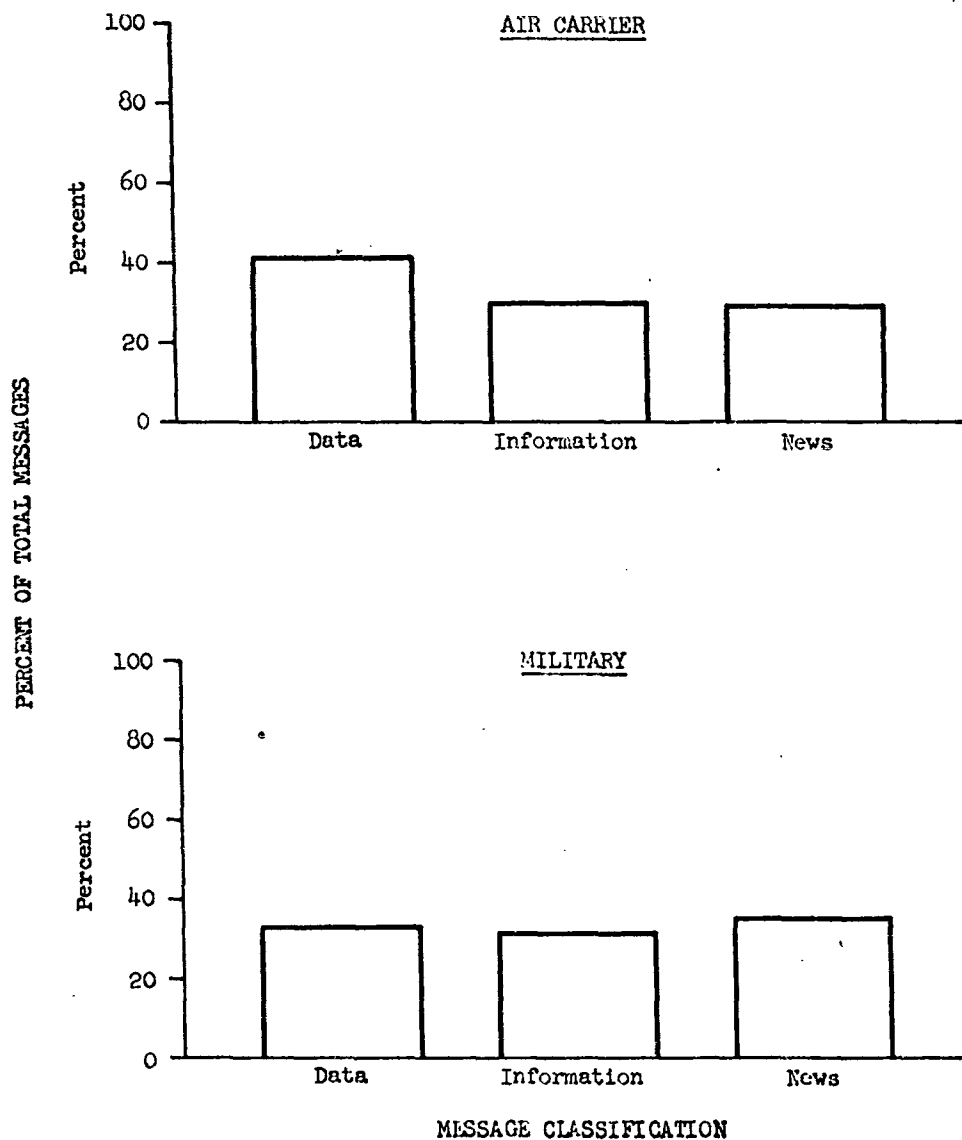 AIR CARRIER
100
80
60
40
20
0
Percent
Data Information News
PERCENT OF TOTAL MESSAGES
MILITARY
100
80
60
40
20
0
Percent
Data Information News
MESSAGE CLASSIFICATION